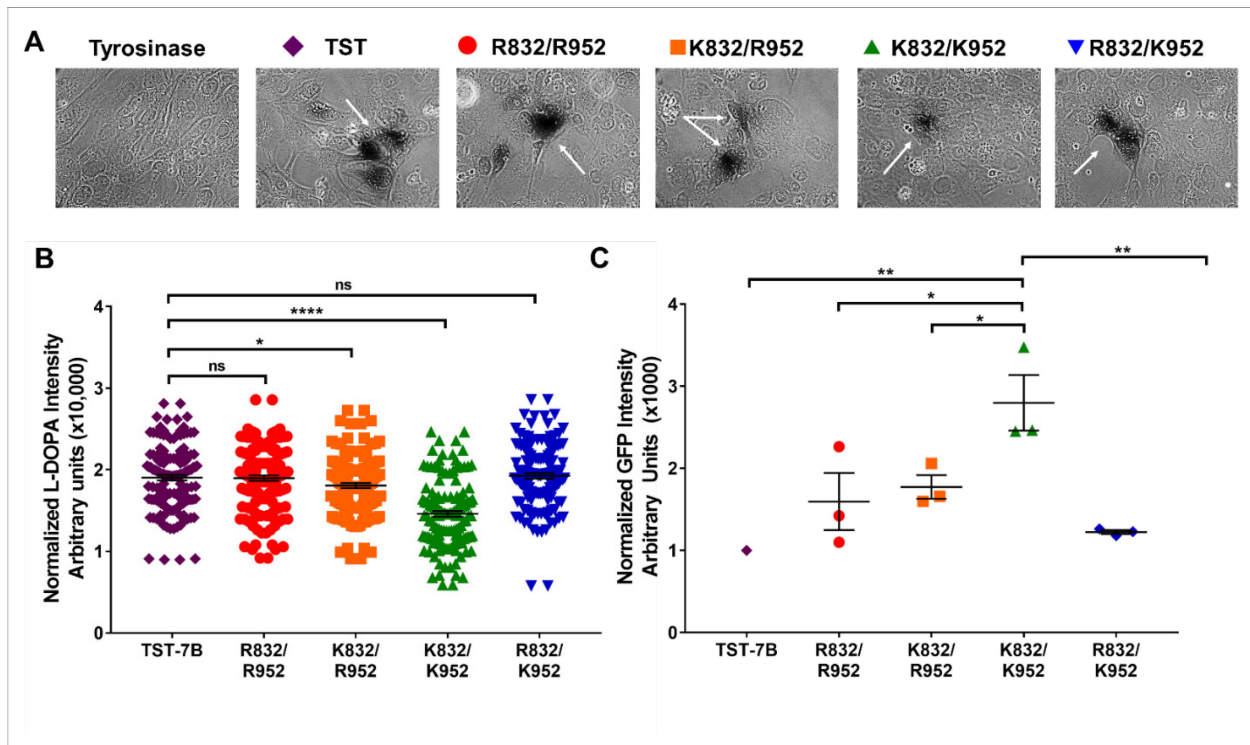 A
Tyrosinase
TST
R832/R952
K832/R952
K832/K952
R832/K952
B
Normalized L-DOPA Intensity
Arbitrary units (x10,000)
4
3
2
1
0
ns
****
*
ns
TST-7B
R832/
R952
K832/
R952
K832/
K952
R832/
K952
C
Normalized GFP Intensity
Arbitrary Units (x1000)
4
3
2
1
0
**
**
*
*
TST-7B
R832/
R952
K832/
R952
K832/
K952
R832/
K952